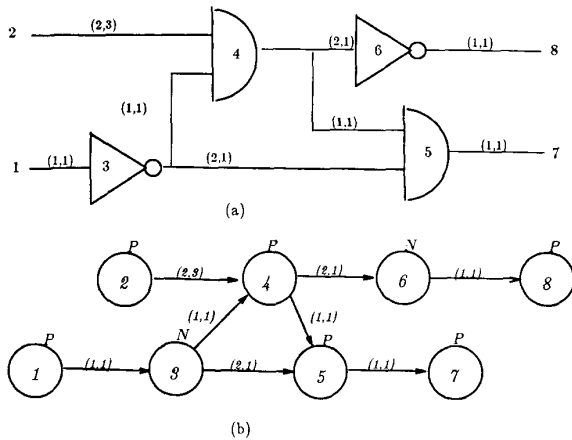 2 (2,3) 4 (2,1) 6 (1,1) 8
(1,1) (1,1)
1 (1,1) 3 (2,1) 5 (1,1) 7
(a)
P P N P
2 (2,3) 4 (2,1) 6 (1,1) 8
(1,1) (1,1)
P N P P
1 (1,1) 3 (2,1) 5 (1,1) 7
(b)